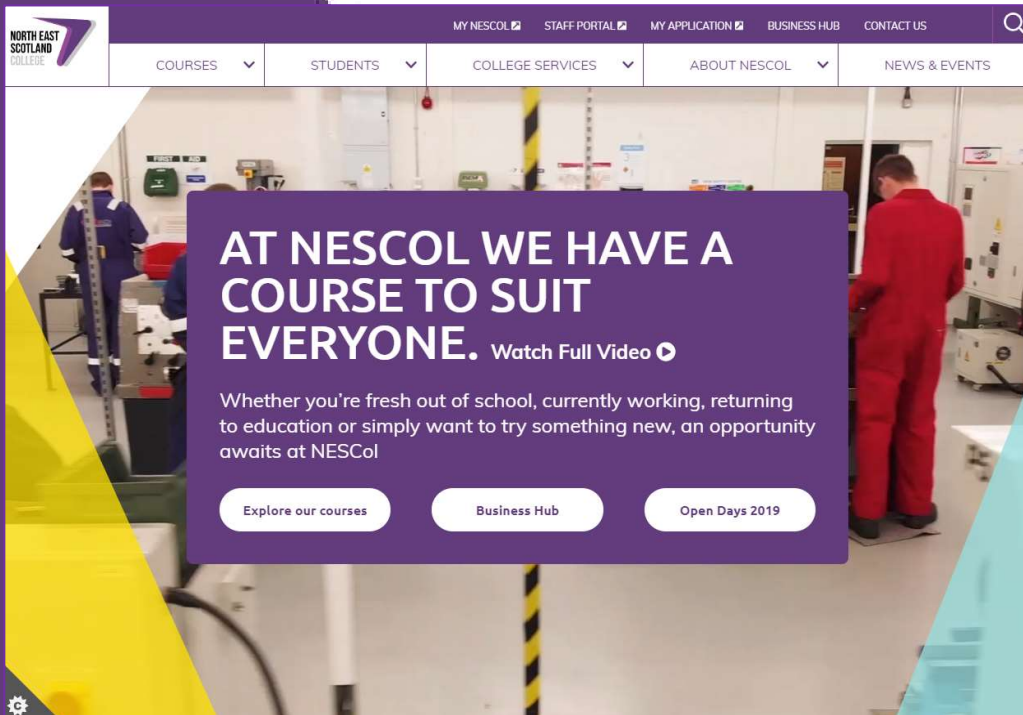 NORTH EAST
SCOTLAND
COLLEGE
MY NESCOL
STAFF PORTAL
MY APPLICATION
BUSINESS HUB
CONTACT US
COURSES
STUDENTS
COLLEGE SERVICES
ABOUT NESCOL
NEWS & EVENTS
FIRST AID
AT NESCOL WE HAVE A
COURSE TO SUIT
EVERYONE. Watch Full Video
Whether you’re fresh out of school, currently working, returning
to education or simply want to try something new, an opportunity
awaits at NESCol
Explore our courses
Business Hub
Open Days 2019